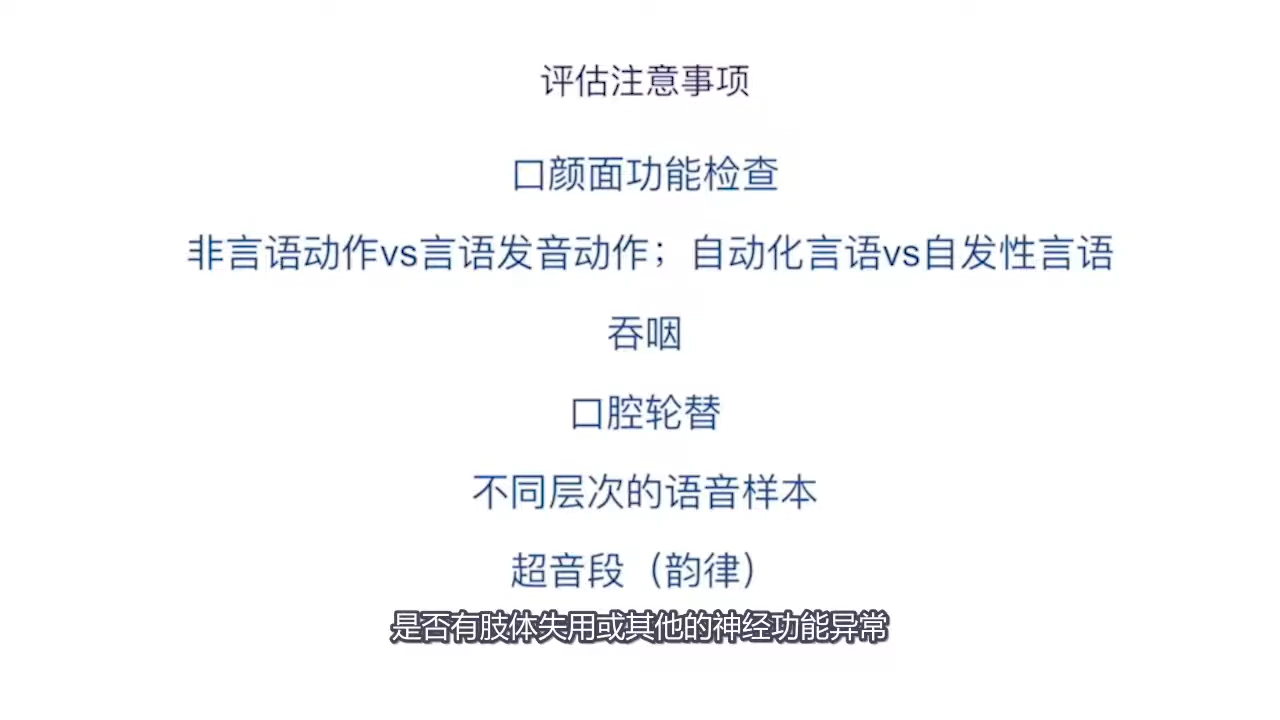 评估注意事项
口颜面功能检查
非言语动作vs言语发音动作；自动化言语vs自发性言语
吞咽
口腔轮替
不同层次的语音样本
超音段（韵律）
是否有肢体失用或其他的神经功能异常